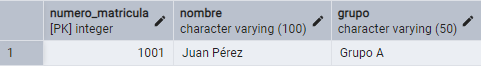 numero_matricula nombre grupo
[PK] integer character varying (100) character varying (50)
1 1001 Juan Pérez Grupo A